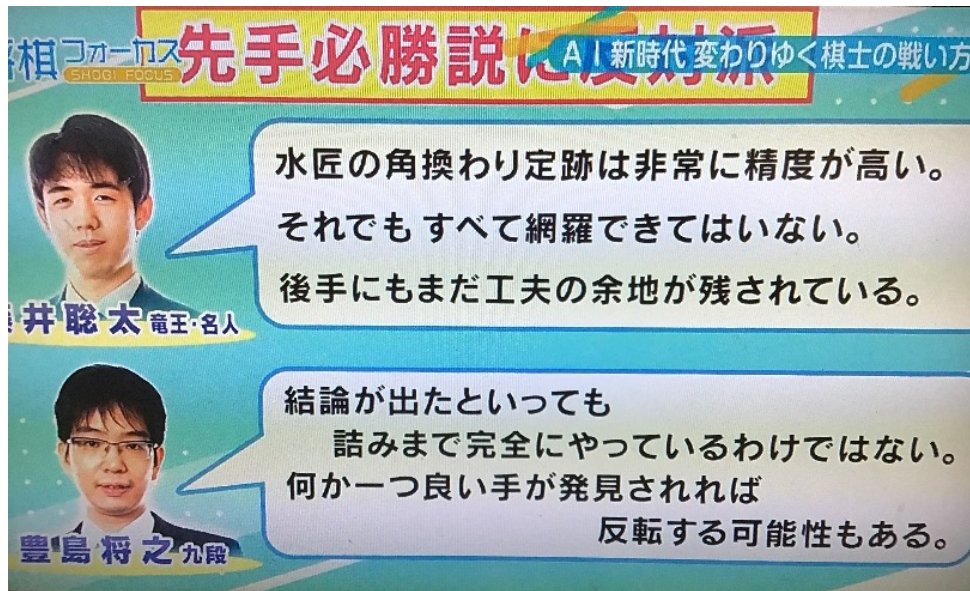 将棋フォーカス
SHOGI FOCUS
先手必勝説に反対派
AI新時代 変わりゆく棋士の戦い方
水匠の角換わり定跡は非常に精度が高い。
それでも すべて網羅できてはいない。
後手にもまだ工夫の余地が残されている。
藤井聡太 竜王・名人
結論が出たといっても
詰みまで完全にやっているわけではない。
何か一つ良い手が発見されれば
反転する可能性もある。
豊島将之 九段